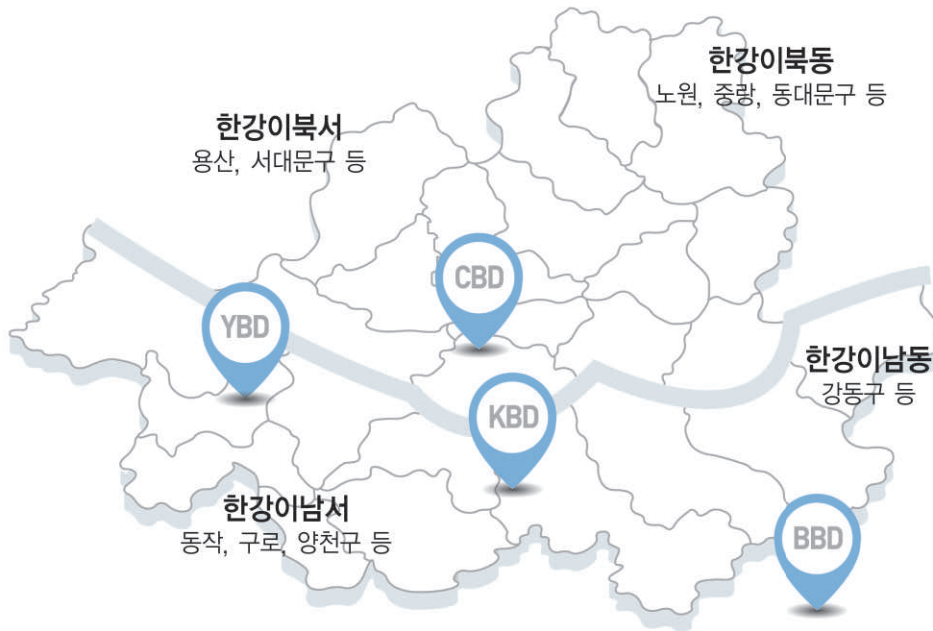 한강이북동
노원, 중랑, 동대문구 등
한강이북서
용산, 서대문구 등
CBD
YBD
한강이남동
강동구 등
KBD
한강이남서
동작, 구로, 양천구 등
BBD